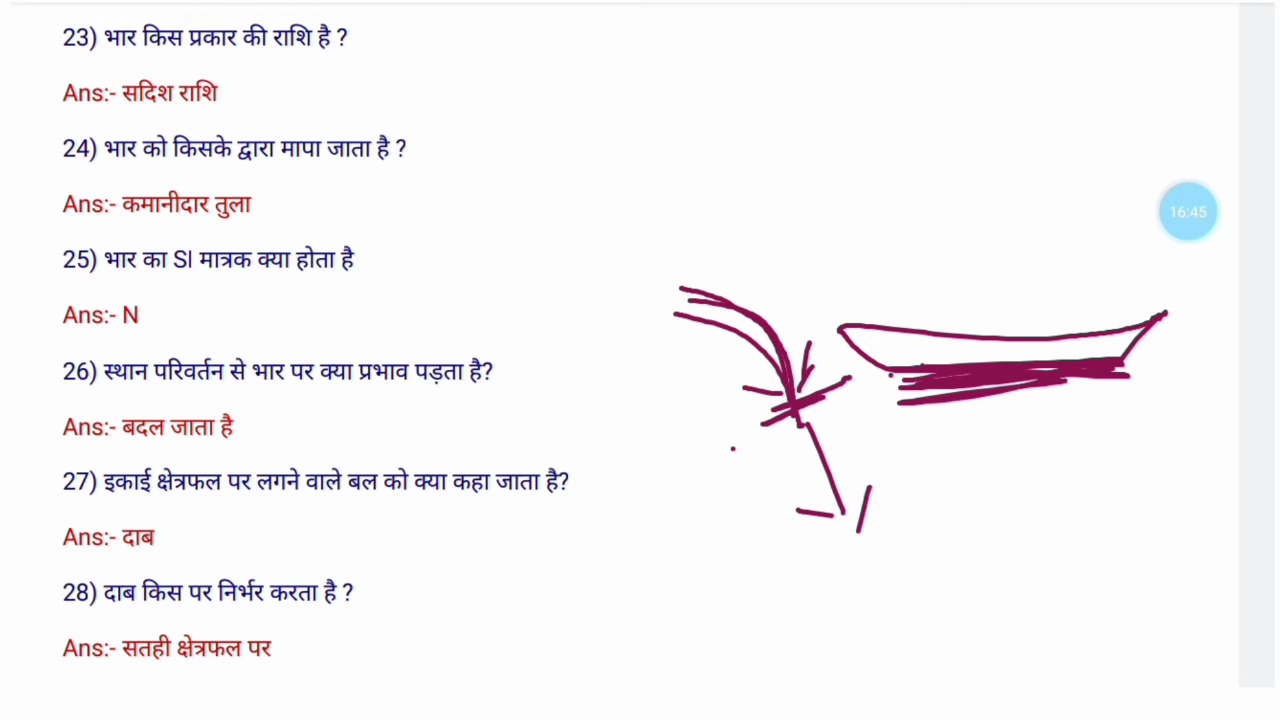 23) भार किस प्रकार की राशि है ?
Ans:- सदिश राशि
24) भार को किसके द्वारा मापा जाता है ?
Ans:- कमानीदार तुला
25) भार का SI मात्रक क्या होता है
Ans:- N
26) स्थान परिवर्तन से भार पर क्या प्रभाव पड़ता है?
Ans:- बदल जाता है
27) इकाई क्षेत्रफल पर लगने वाले बल को क्या कहा जाता है?
Ans:- दाब
28) दाब किस पर निर्भर करता है ?
Ans:- सतही क्षेत्रफल पर
16:45